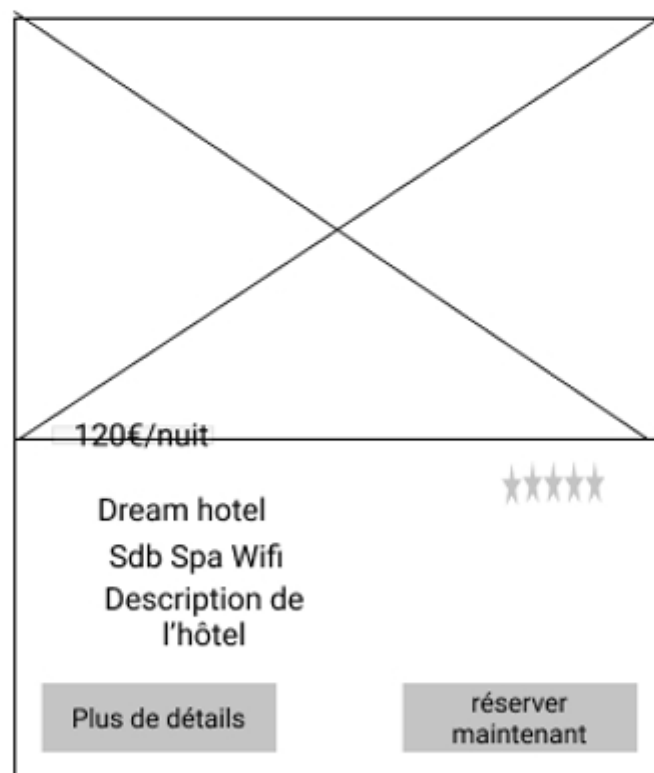 120€/nuit
Dream hotel
Sdb Spa Wifi
Description de
l'hôtel
Plus de détails
réserver
maintenant